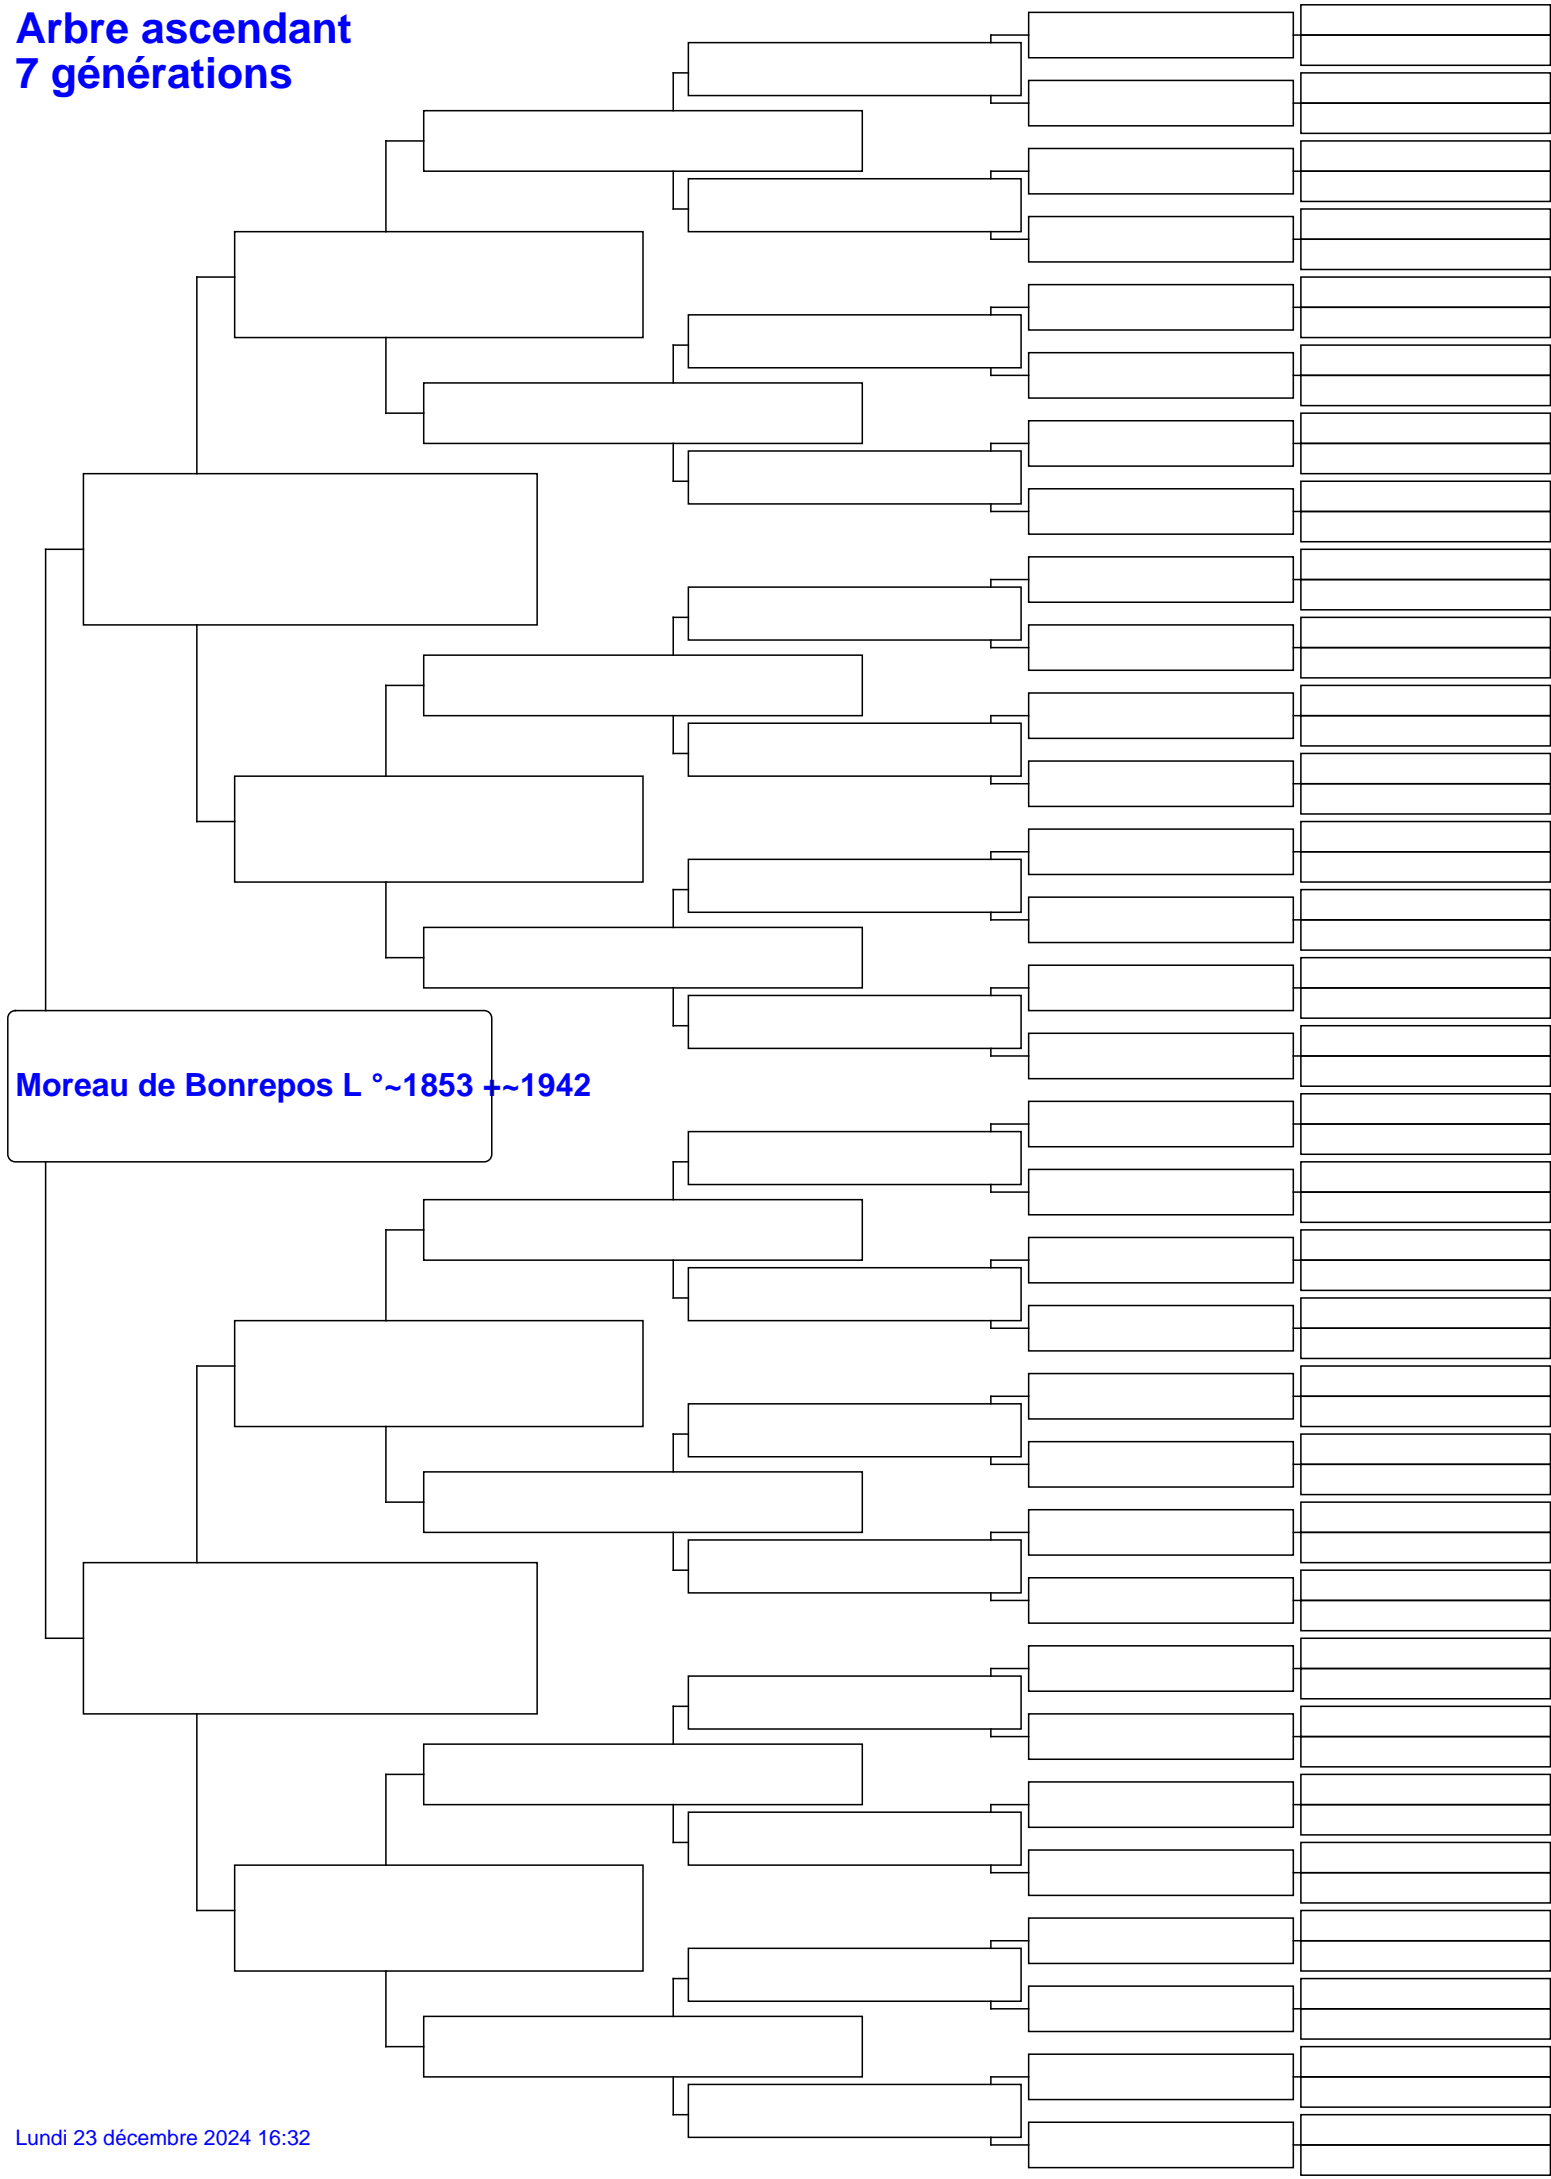 Arbre ascendant
7 générations
Moreau de Bonrepos L °~1853 +~1942
Lundi 23 décembre 2024 16:32